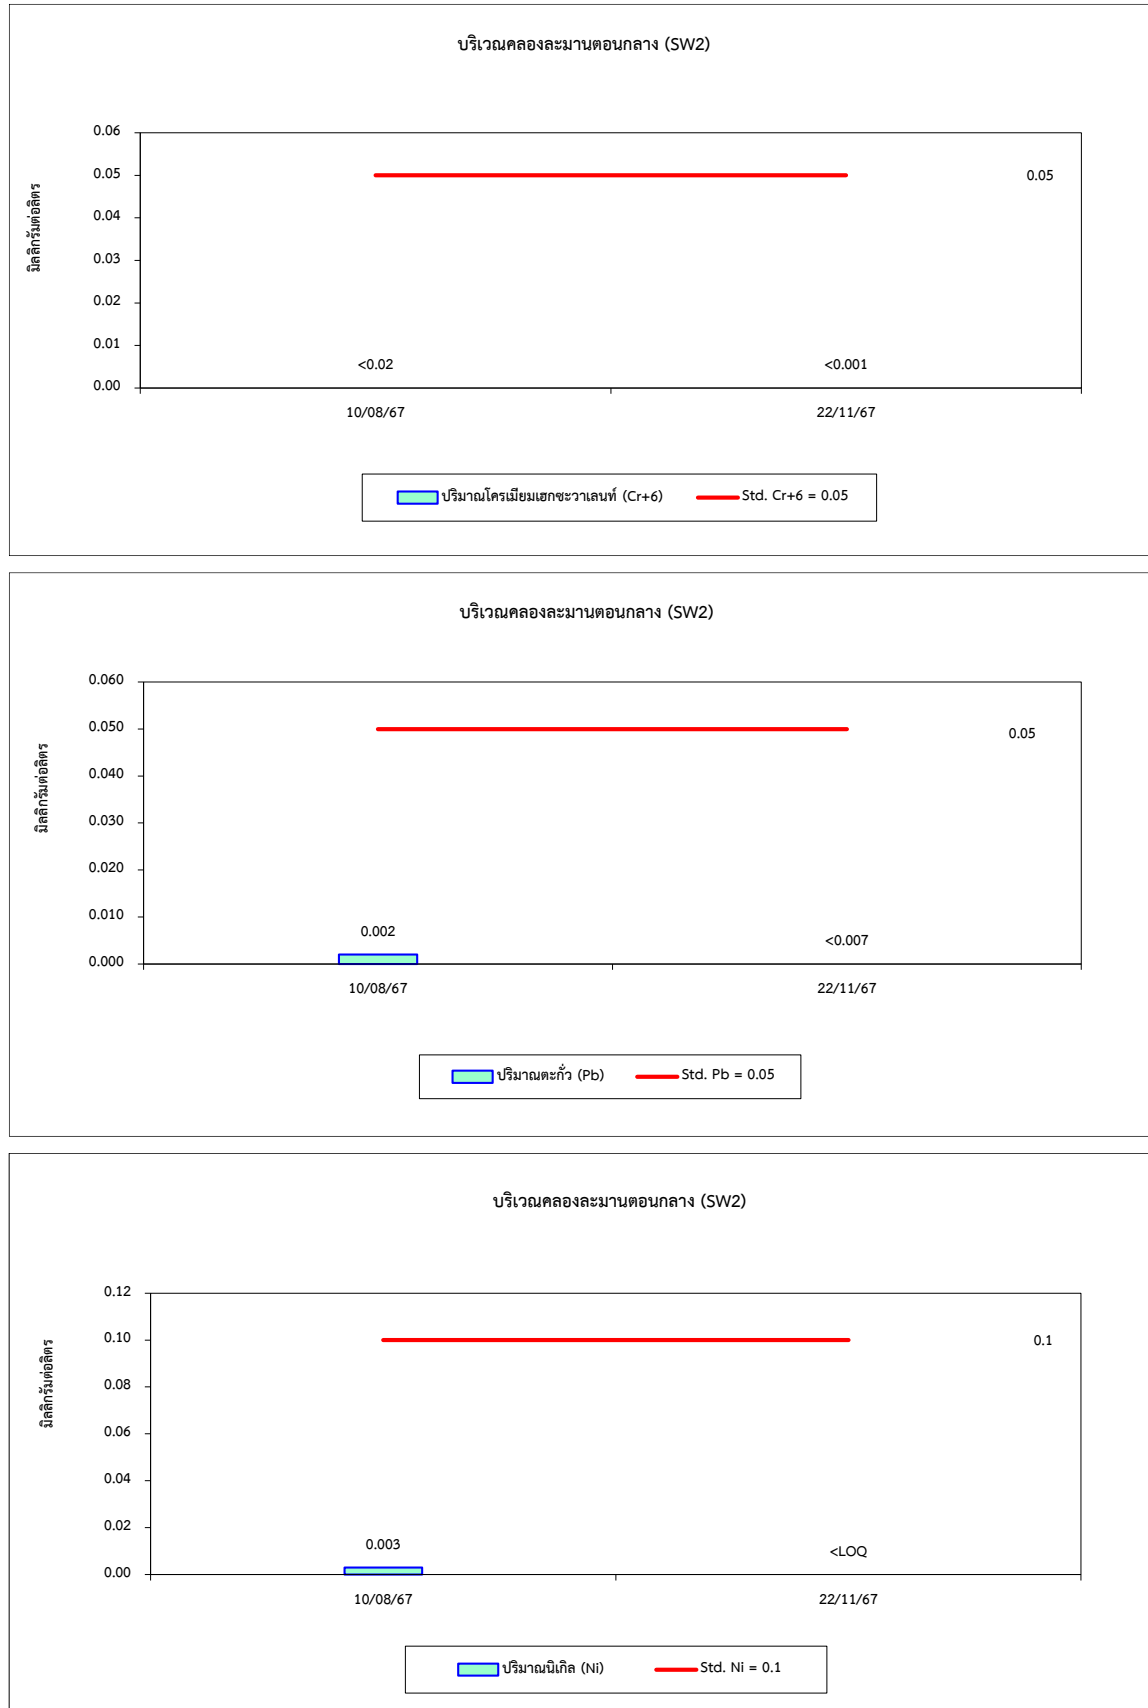 บริเวณคลองละมานตอนกลาง (SW2)
มิลลิกรัมต่อลิตร
0.06
0.05
0.04
0.03
0.02
0.01
0.00
0.05
<0.02 <0.001
10/08/67 22/11/67
ปริมาณโครเมียมเฮกซะวาเลนท์ (Cr+6) Std. Cr+6 = 0.05
บริเวณคลองละมานตอนกลาง (SW2)
มิลลิกรัมต่อลิตร
0.060
0.050
0.040
0.030
0.020
0.010
0.000
0.05
0.002 <0.007
10/08/67 22/11/67
ปริมาณตะกั่ว (Pb) Std. Pb = 0.05
บริเวณคลองละมานตอนกลาง (SW2)
มิลลิกรัมต่อลิตร
0.12
0.10
0.08
0.06
0.04
0.02
0.00
0.1
0.003 <LOQ
10/08/67 22/11/67
ปริมาณนิเกิล (Ni) Std. Ni = 0.1